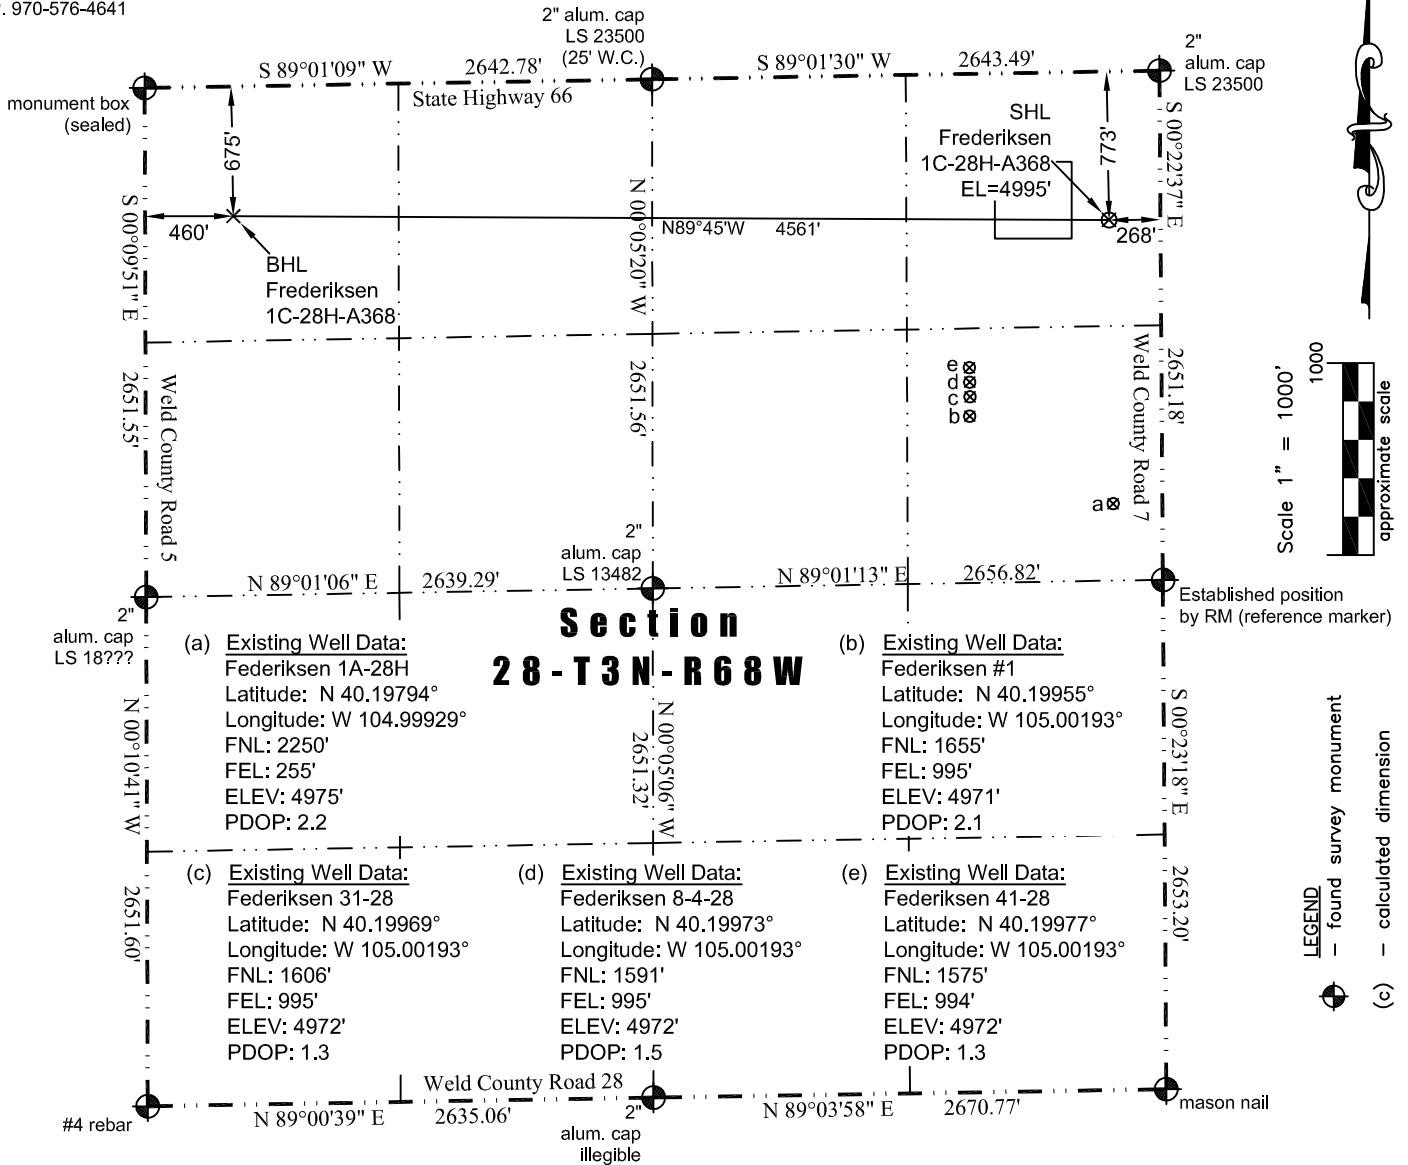 970-576-4641
2" alum. cap
LS 23500
(25' W.C.)
2"
alum. cap
LS 23500
S 89°01'09" W
2642.78'
S 89°01'30" W
2643.49'
State Highway 66
monument box
(sealed)
675'
773'
SHL
Frederiksen
1C-28H-A368
EL=4995'
S 00°22'37" E
460'
N89°45'W
4561'
268'
BHL
Frederiksen
1C-28H-A368
S 00°09'51" E
N 00°05'20" W
2651.55'
Weld County Road 5
2651.56'
e
d
c
b
a
Weld County Road 7
2651.18'
Scale 1" = 1000'
1000
approximate scale
2"
alum. cap
LS 13482
N 89°01'06" E
2639.29'
N 89°01'13" E
2656.82'
Established position
by RM (reference marker)
2"
alum. cap
LS 18???
Section
28-T3N-R68W
(a) Existing Well Data:
Federiksen 1A-28H
Latitude: N 40.19794°
Longitude: W 104.99929°
FNL: 2250'
FEL: 255'
ELEV: 4975'
PDOP: 2.2
(b) Existing Well Data:
Federiksen #1
Latitude: N 40.19955°
Longitude: W 105.00193°
FNL: 1655'
FEL: 995'
ELEV: 4971'
PDOP: 2.1
N 00°10'41" W
2651.60'
N 00°05'06" W
2651.32'
S 00°23'18" E
2653.20'
(c) Existing Well Data:
Federiksen 31-28
Latitude: N 40.19969°
Longitude: W 105.00193°
FNL: 1606'
FEL: 995'
ELEV: 4972'
PDOP: 1.3
(d) Existing Well Data:
Federiksen 8-4-28
Latitude: N 40.19973°
Longitude: W 105.00193°
FNL: 1591'
FEL: 995'
ELEV: 4972'
PDOP: 1.5
(e) Existing Well Data:
Federiksen 41-28
Latitude: N 40.19977°
Longitude: W 105.00193°
FNL: 1575'
FEL: 994'
ELEV: 4972'
PDOP: 1.3
LEGEND
– found survey monument
(c) – calculated dimension
Weld County Road 28
N 89°00'39" E
2635.06'
N 89°03'58" E
2670.77'
#4 rebar
2"
alum. cap
illegible
mason nail